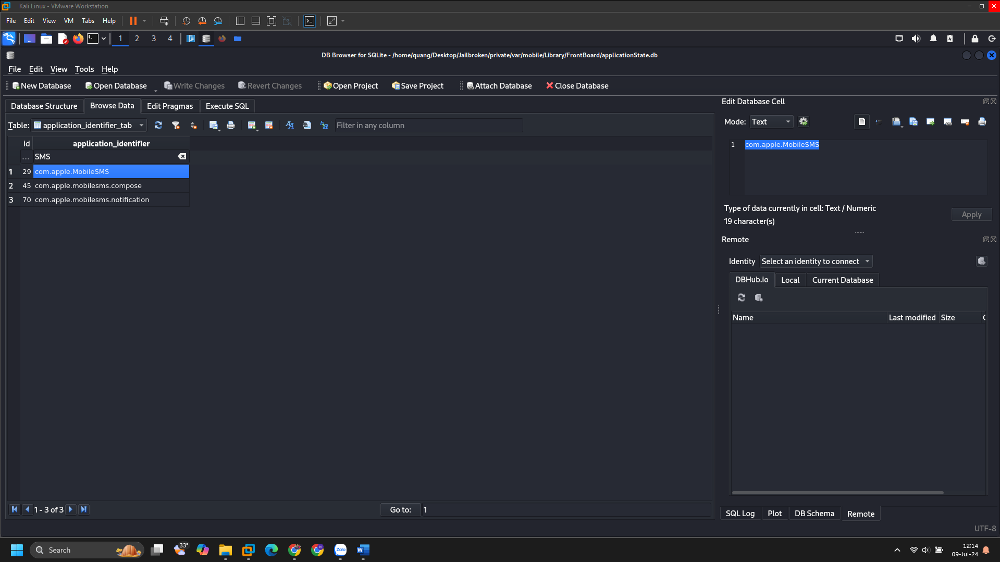 Kali Linux - VMware Workstation
File Edit View VM Tabs Help
1 2 3 4
DB Browser for SQLite - /home/quang/Desktop/Jailbroken/private/var/mobile/Library/FrontBoard/applicationState.db
File Edit View Tools Help
New Database Open Database Write Changes Revert Changes Open Project Save Project Attach Database Close Database
Database Structure Browse Data Edit Pragmas Execute SQL
Table: application_identifier_tab Filter in any column
id application_identifier
... SMS
1 29 com.apple.MobileSMS
2 45 com.apple.mobilesms.compose
3 70 com.apple.mobilesms.notification
1 - 3 of 3 Go to: 1
Edit Database Cell
Mode: Text
1 com.apple.MobileSMS
Type of data currently in cell: Text / Numeric
19 character(s)
Apply
Remote
Identity Select an identity to connect
DBHub.io Local Current Database
Name Last modified Size
SQL Log Plot DB Schema Remote
UTF-8
Search
33°
Zalo
12:14
09-Jul-24